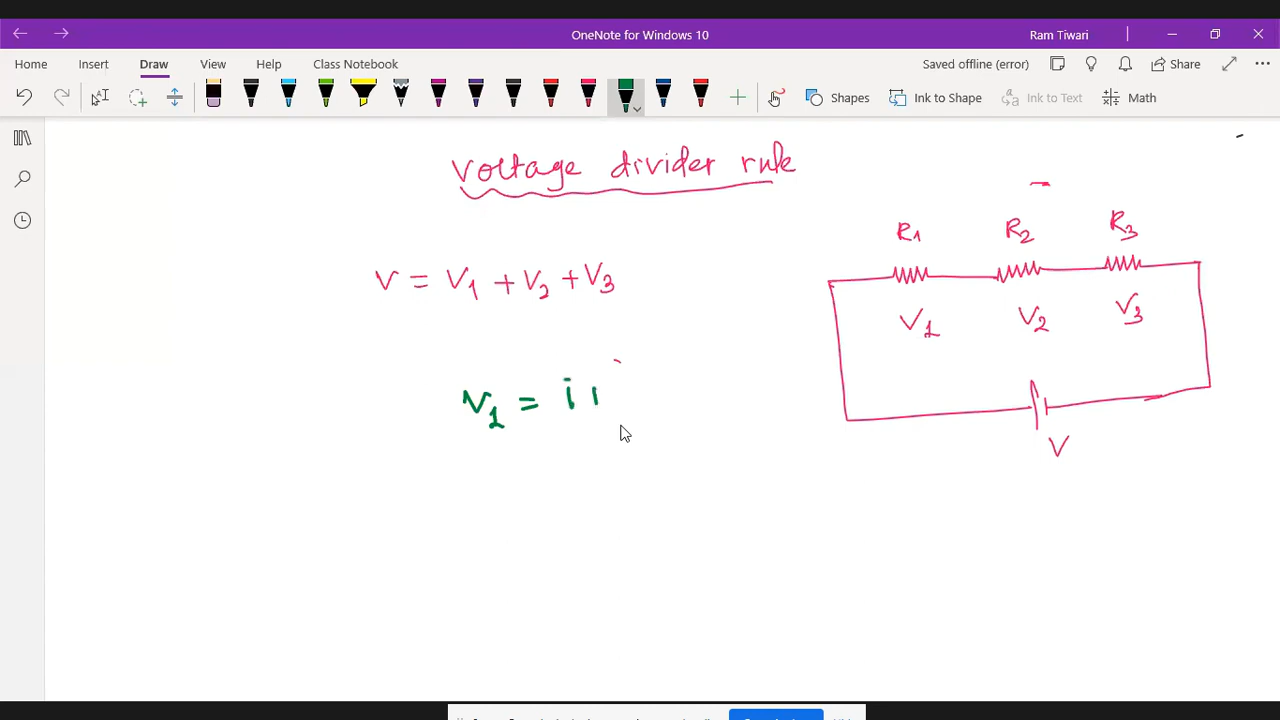 OneNote for Windows 10
Ram Tiwari
Home Insert Draw View Help Class Notebook
Saved offline (error) Share
Shapes Ink to Shape Ink to Text Math
Voltage divider rule
V = V1 + V2 + V3
R1 R2 R3
V1 V2 V3
V1 = i
V